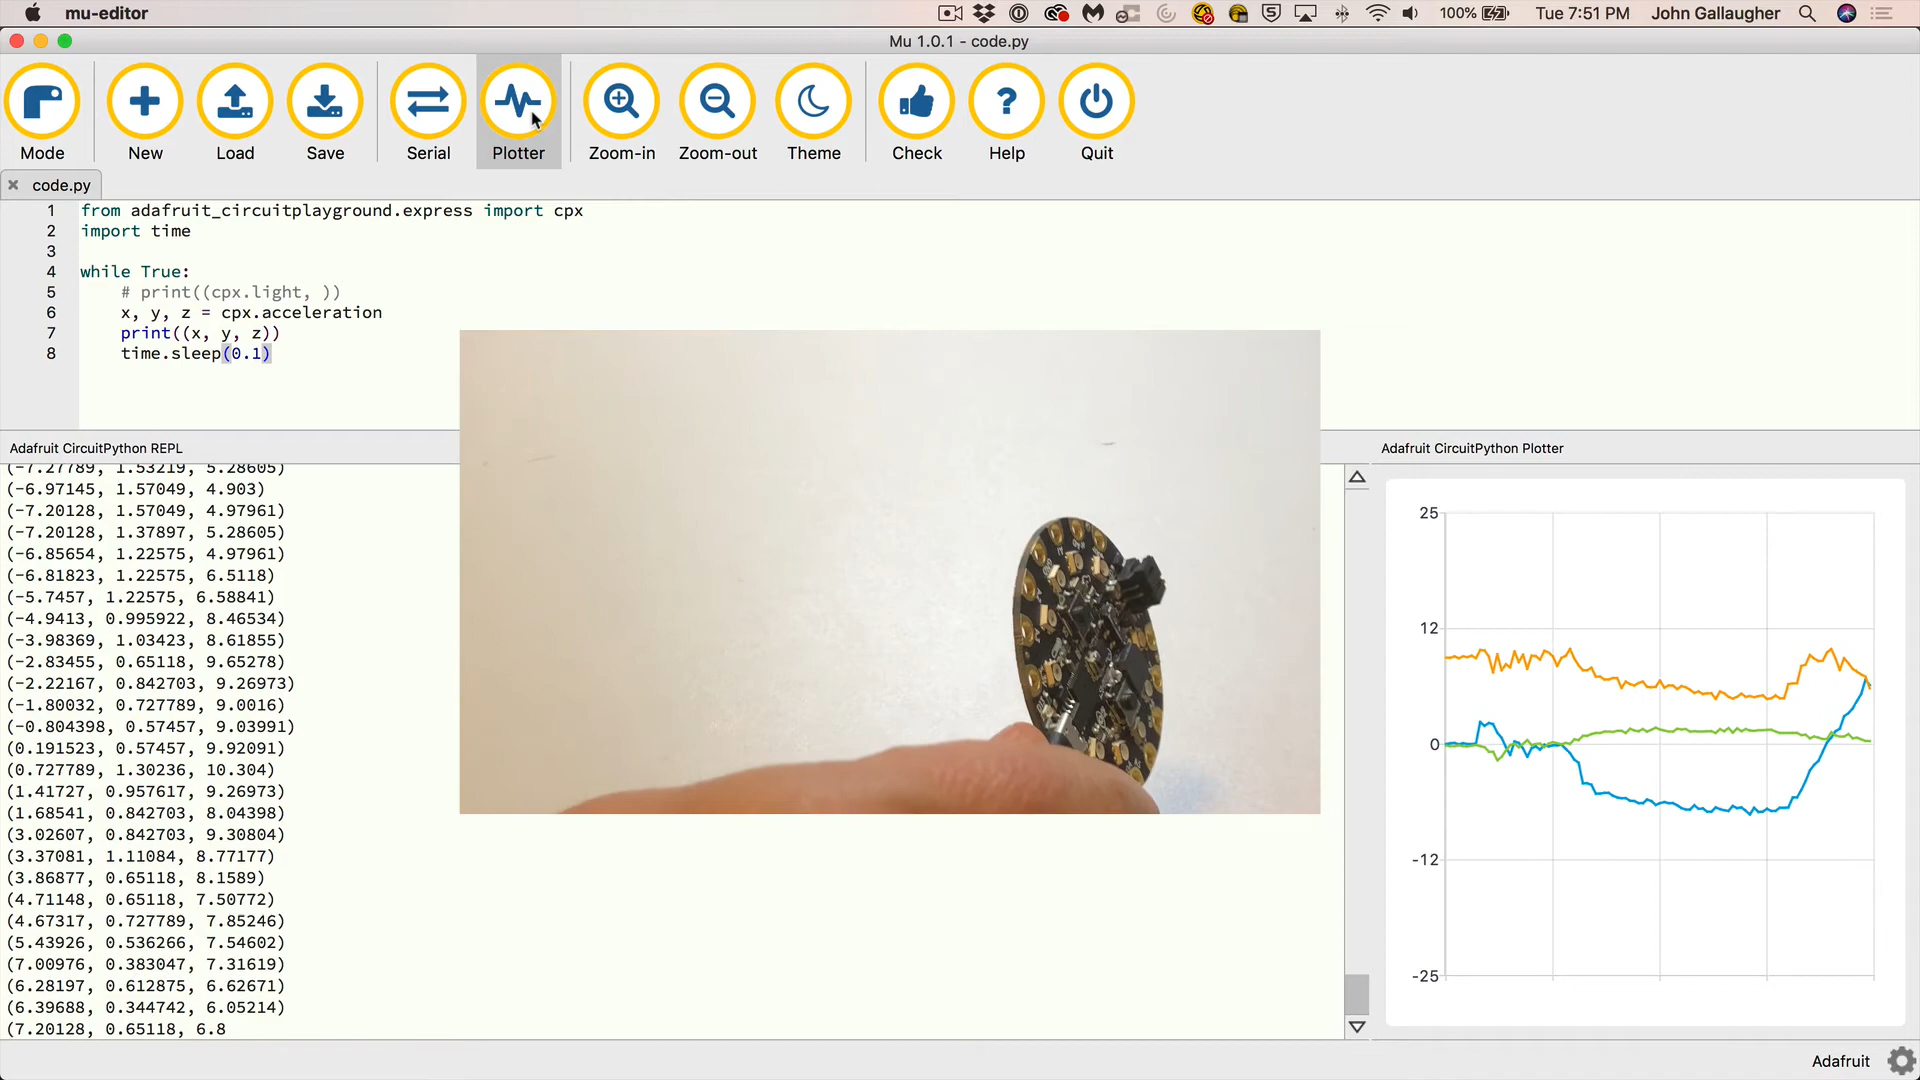 mu-editor
100%
Tue 7:51 PM
John Gallaugher
Mu 1.0.1 - code.py
Mode
New
Load
Save
Serial
Plotter
Zoom-in
Zoom-out
Theme
Check
Help
Quit
code.py
1 from adafruit_circuitplayground.express import cpx
2 import time
3
4 while True:
5 # print((cpx.light, ))
6 x, y, z = cpx.acceleration
7 print((x, y, z))
8 time.sleep(0.1)
Adafruit CircuitPython REPL
(-7.27789, 1.53219, 5.28605)
(-6.97145, 1.57049, 4.903)
(-7.20128, 1.57049, 4.97961)
(-7.20128, 1.37897, 5.28605)
(-6.85654, 1.22575, 4.97961)
(-6.81823, 1.22575, 6.5118)
(-5.7457, 1.22575, 6.58841)
(-4.9413, 0.995922, 8.46534)
(-3.98369, 1.03423, 8.61855)
(-2.83455, 0.65118, 9.65278)
(-2.22167, 0.842703, 9.26973)
(-1.80032, 0.727789, 9.0016)
(-0.804398, 0.57457, 9.03991)
(0.191523, 0.57457, 9.92091)
(0.727789, 1.30236, 10.304)
(1.41727, 0.957617, 9.26973)
(1.68541, 0.842703, 8.04398)
(3.02607, 0.842703, 9.30804)
(3.37081, 1.11084, 8.77177)
(3.86877, 0.65118, 8.1589)
(4.71148, 0.65118, 7.50772)
(4.67317, 0.727789, 7.85246)
(5.43926, 0.536266, 7.54602)
(7.00976, 0.383047, 7.31619)
(6.28197, 0.612875, 6.62671)
(6.39688, 0.344742, 6.05214)
(7.20128, 0.65118, 6.8
Adafruit CircuitPython Plotter
25
12
0
-12
-25
Adafruit